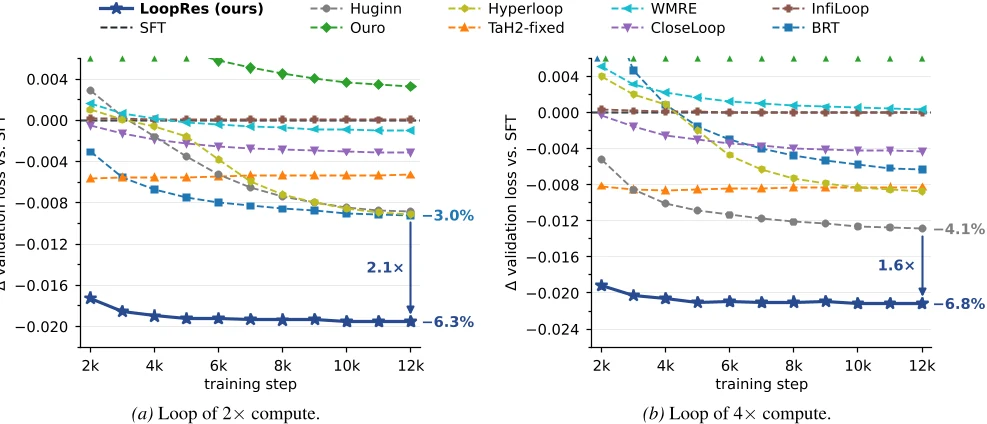 LoopRes (ours) Huginn Hyperloop WMRE InfiLoop
SFT Ouro TaH2-fixed CloseLoop BRT
Δ validation loss vs. SFT
0.004
0.000
−0.004
−0.008
−0.012
−0.016
−0.020
−3.0%
2.1×
−6.3%
2k 4k 6k 8k 10k 12k
training step
(a) Loop of 2× compute.
Δ validation loss vs. SFT
0.004
0.000
−0.004
−0.008
−0.012
−0.016
−0.020
−0.024
−4.1%
1.6×
−6.8%
2k 4k 6k 8k 10k 12k
training step
(b) Loop of 4× compute.